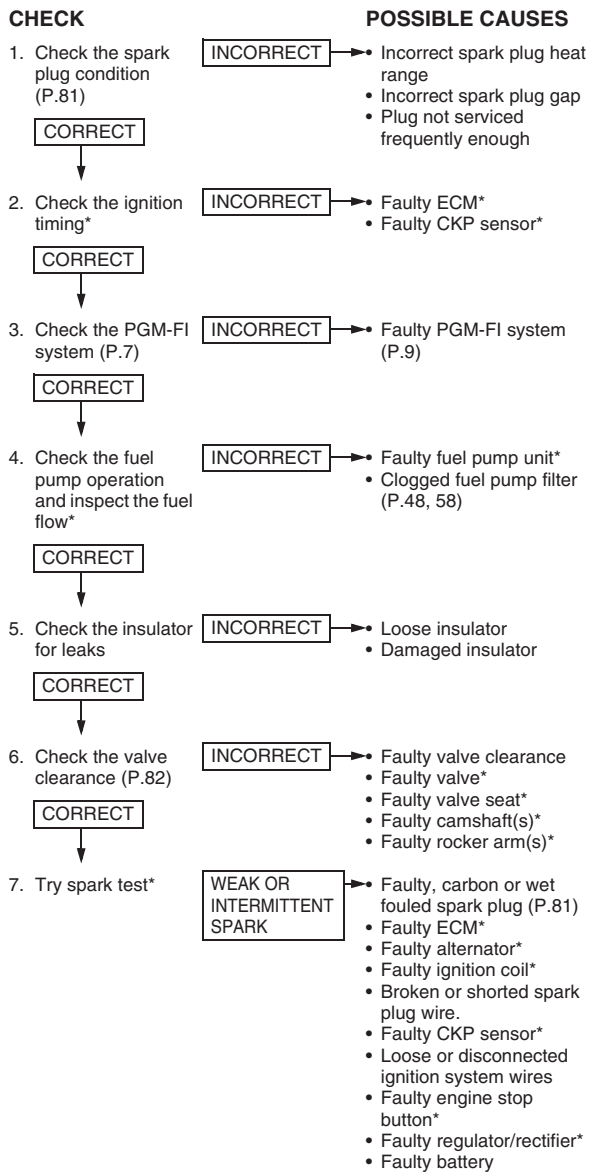 CHECK
POSSIBLE CAUSES
1. Check the spark
plug condition
(P.81)
INCORRECT
• Incorrect spark plug heat
range
• Incorrect spark plug gap
• Plug not serviced
frequently enough
CORRECT
2. Check the ignition
timing*
INCORRECT
• Faulty ECM*
• Faulty CKP sensor*
CORRECT
3. Check the PGM-FI
system (P.7)
INCORRECT
• Faulty PGM-FI system
(P.9)
CORRECT
4. Check the fuel
pump operation
and inspect the fuel
flow*
INCORRECT
• Faulty fuel pump unit*
• Clogged fuel pump filter
(P.48, 58)
CORRECT
5. Check the insulator
for leaks
INCORRECT
• Loose insulator
• Damaged insulator
CORRECT
6. Check the valve
clearance (P.82)
INCORRECT
• Faulty valve clearance
• Faulty valve*
• Faulty valve seat*
• Faulty camshaft(s)*
• Faulty rocker arm(s)*
CORRECT
7. Try spark test*
WEAK OR
INTERMITTENT
SPARK
• Faulty, carbon or wet
fouled spark plug (P.81)
• Faulty ECM*
• Faulty alternator*
• Faulty ignition coil*
• Broken or shorted spark
plug wire.
• Faulty CKP sensor*
• Loose or disconnected
ignition system wires
• Faulty engine stop
button*
• Faulty regulator/rectifier*
• Faulty battery